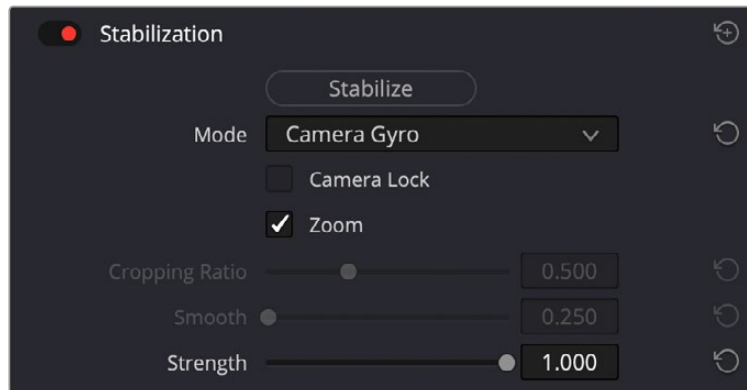 Stabilization
Stabilize
Mode Camera Gyro
Camera Lock
Zoom
Cropping Ratio 0.500
Smooth 0.250
Strength 1.000